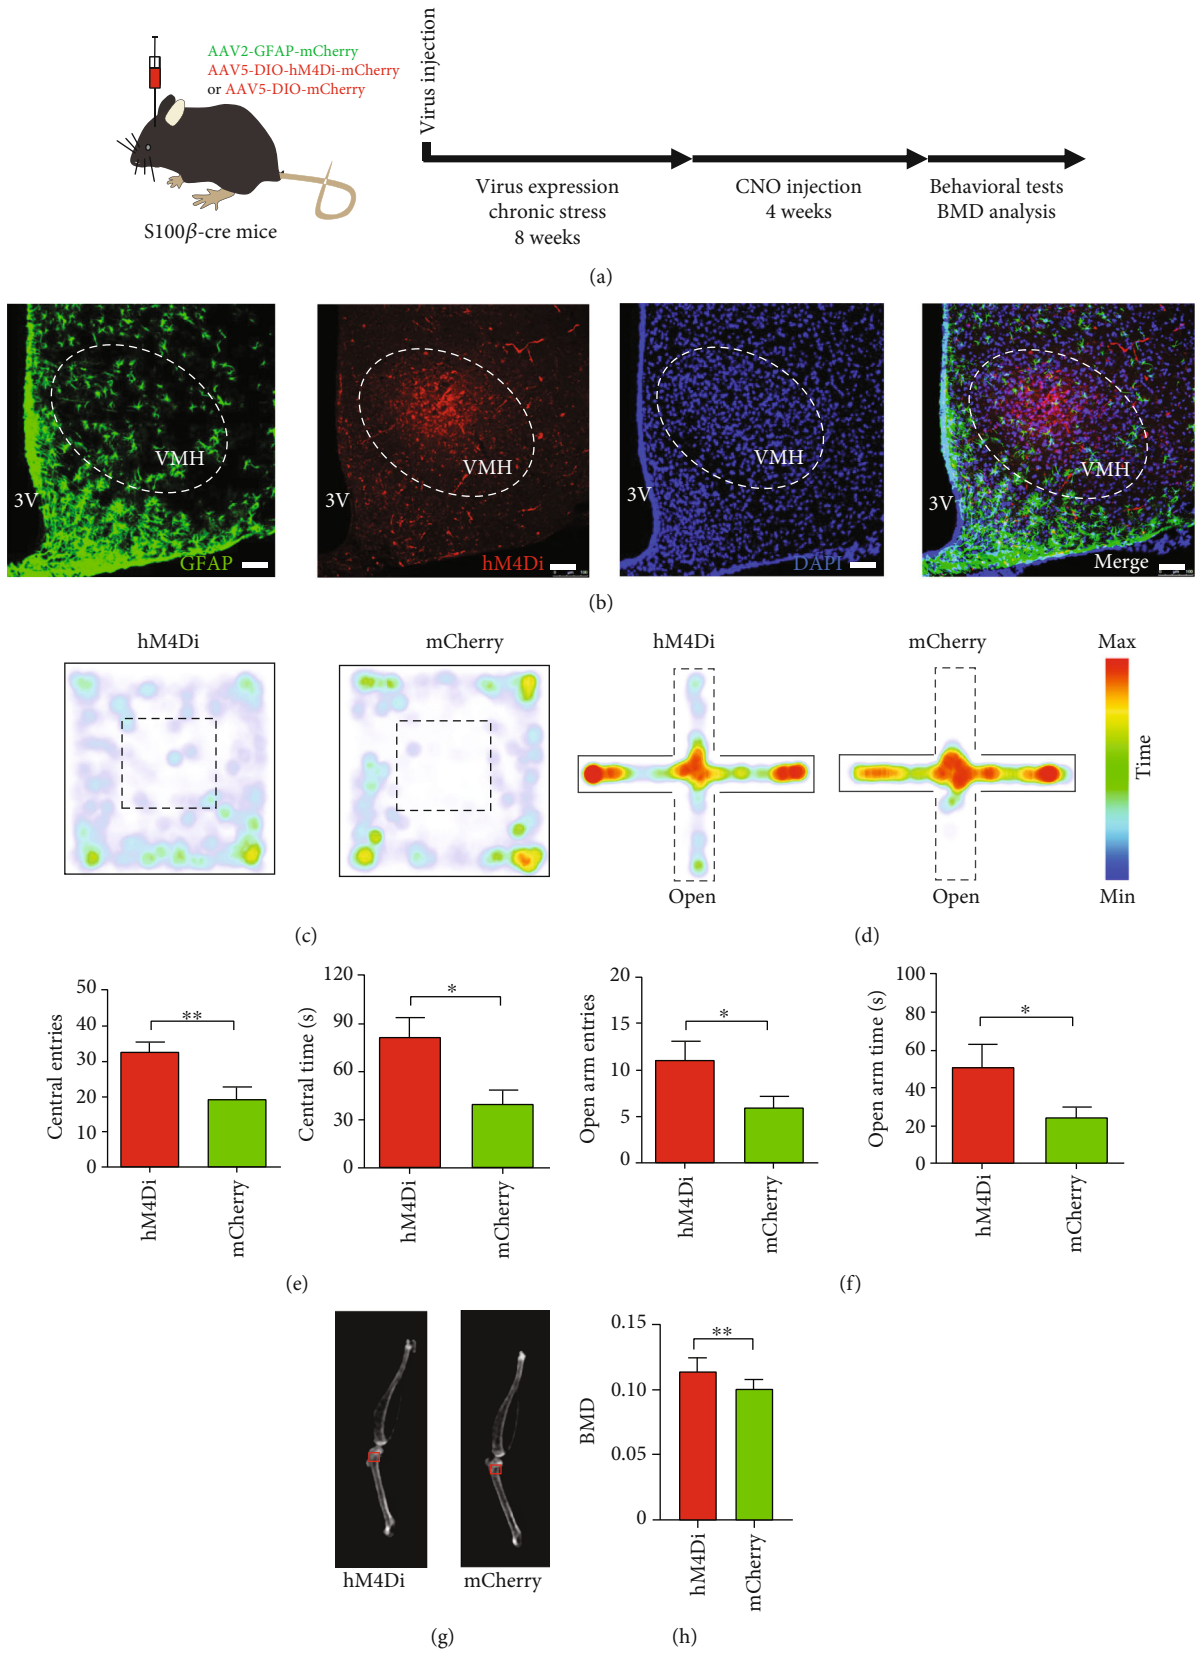 AAV2-GFAP-mCherry
AAV5-DIO-hM4Di-mCherry
or AAV5-DIO-mCherry
S100β-cre mice
Virus injection
Virus expression
chronic stress
8 weeks
CNO injection
4 weeks
Behavioral tests
BMD analysis
(a)
VMH
3V
GFAP
VMH
3V
hM4Di
VMH
3V
DAPI
VMH
3V
Merge
(b)
hM4Di
mCherry
hM4Di
mCherry
Open
Open
Max
Time
Min
(c)
(d)
Central entries
50
40
30
20
10
0
**
hM4Di
mCherry
Central time (s)
120
90
60
30
0
*
hM4Di
mCherry
(e)
Open arm entries
20
15
10
5
0
*
hM4Di
mCherry
Open arm time (s)
100
80
60
40
20
0
*
hM4Di
mCherry
(f)
hM4Di
mCherry
(g)
BMD
0.15
0.10
0.05
0
**
hM4Di
mCherry
(h)